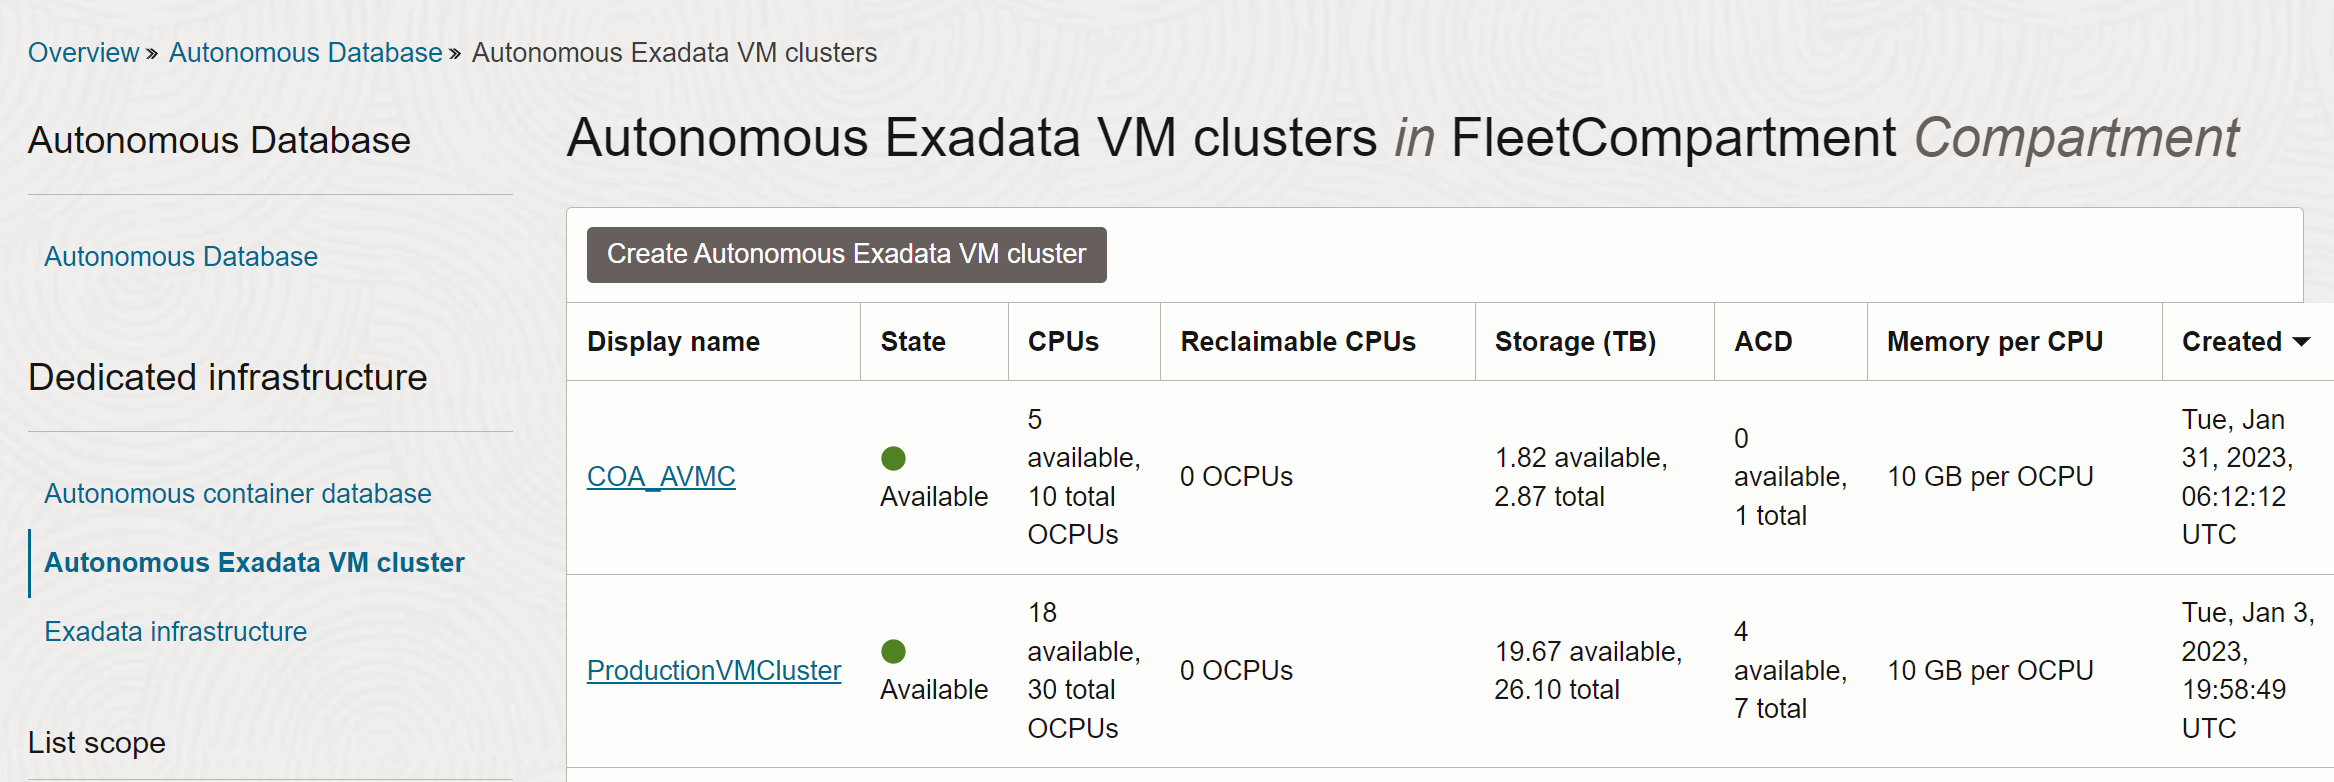 Overview » Autonomous Database » Autonomous Exadata VM clusters
Autonomous Database
Autonomous Database
Dedicated infrastructure
Autonomous container database
Autonomous Exadata VM cluster
Exadata infrastructure
List scope
Autonomous Exadata VM clusters in FleetCompartment Compartment
Create Autonomous Exadata VM cluster
Display name State CPUs Reclaimable CPUs Storage (TB) ACD Memory per CPU Created
COA_AVMC
Available
5
available,
10 total
OCPUs
0 OCPUs
1.82 available,
2.87 total
0
available,
1 total
10 GB per OCPU
Tue, Jan
31, 2023,
06:12:12
UTC
ProductionVMCluster
Available
18
available,
30 total
OCPUs
0 OCPUs
19.67 available,
26.10 total
4
available,
7 total
10 GB per OCPU
Tue, Jan 3,
2023,
19:58:49
UTC